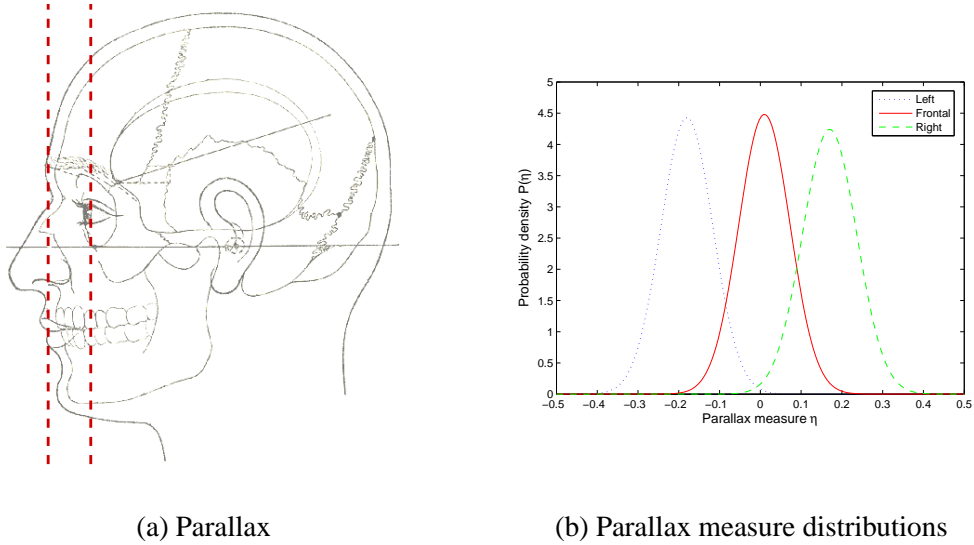 Left
Frontal
Right
5
4.5
4
3.5
3
2.5
2
1.5
1
0.5
0
Probability density P(η)
−0.5 −0.4 −0.3 −0.2 −0.1 0 0.1 0.2 0.3 0.4 0.5
Parallax measure η
(a) Parallax
(b) Parallax measure distributions